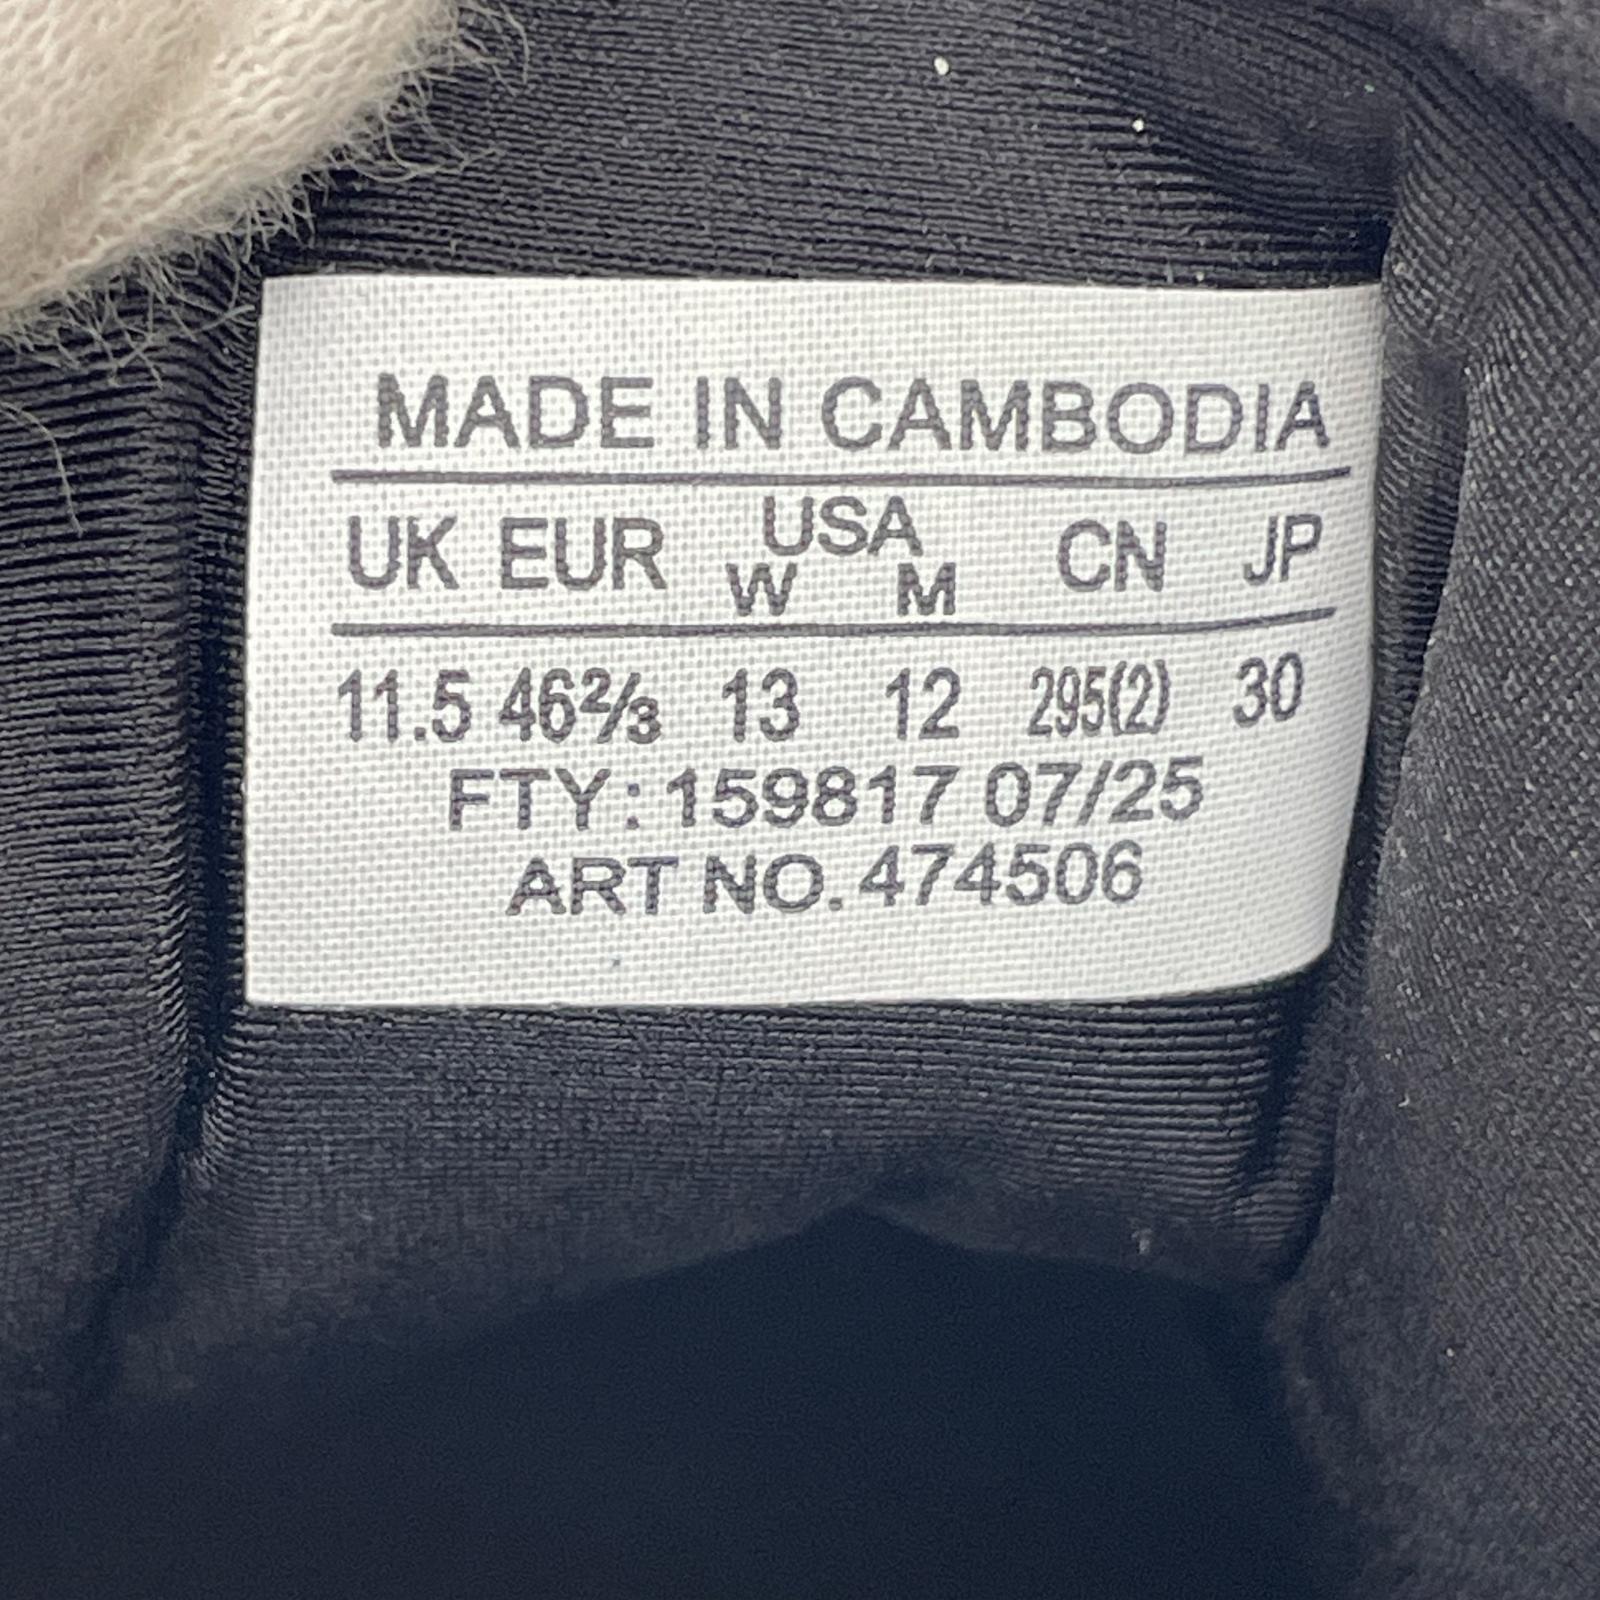 MADE IN CAMBODIA
UK EUR USA CN JP
W M
11.5 46⅔ 13 12 295(2) 30
FTY: 159817 07/25
ART NO. 474506